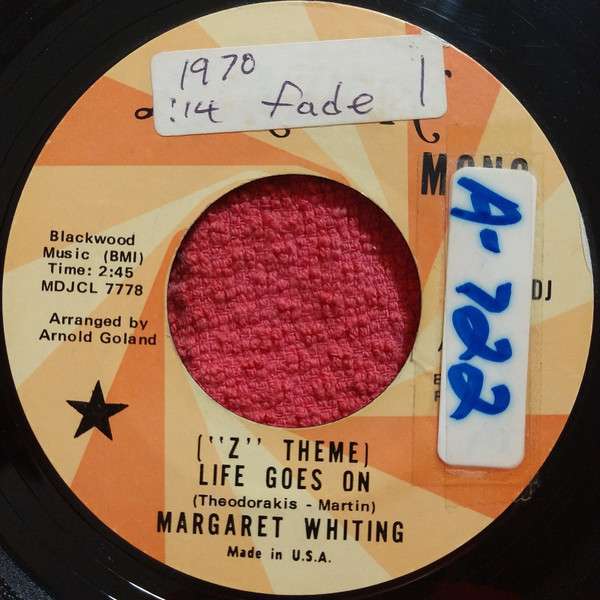 1970
:14 fade
1
MONO
A-722
DJ
Blackwood
Music (BMI)
Time: 2:45
MDJCL 7778
Arranged by
Arnold Goland
("Z" THEME)
LIFE GOES ON
(Theodorakis - Martin)
MARGARET WHITING
Made in U.S.A.